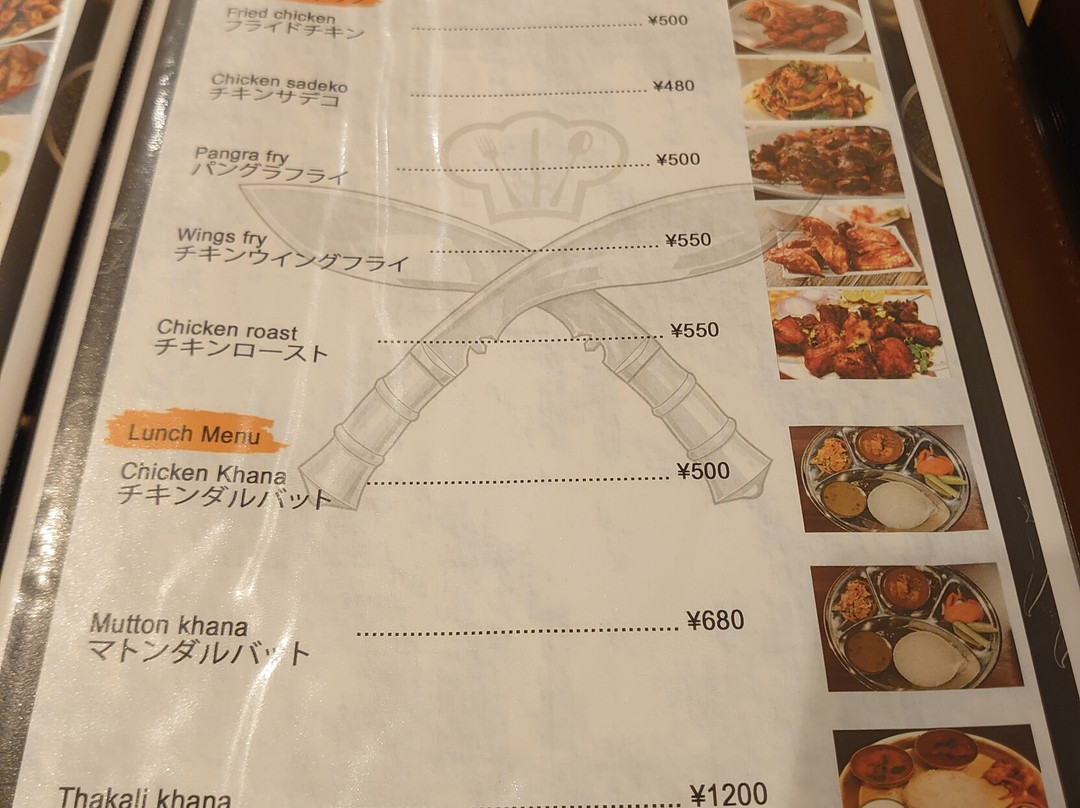 Fried chicken
フライドチキン ¥500
Chicken sadeko
チキンサデコ ¥480
Pangra fry
パングラフライ ¥500
Wings fry
チキンウイングフライ ¥550
Chicken roast
チキンロースト ¥550
Lunch Menu
Chicken Khana ¥500
チキンダルバット
Mutton khana ¥680
マトンダルバット
Thakali khana ¥1200